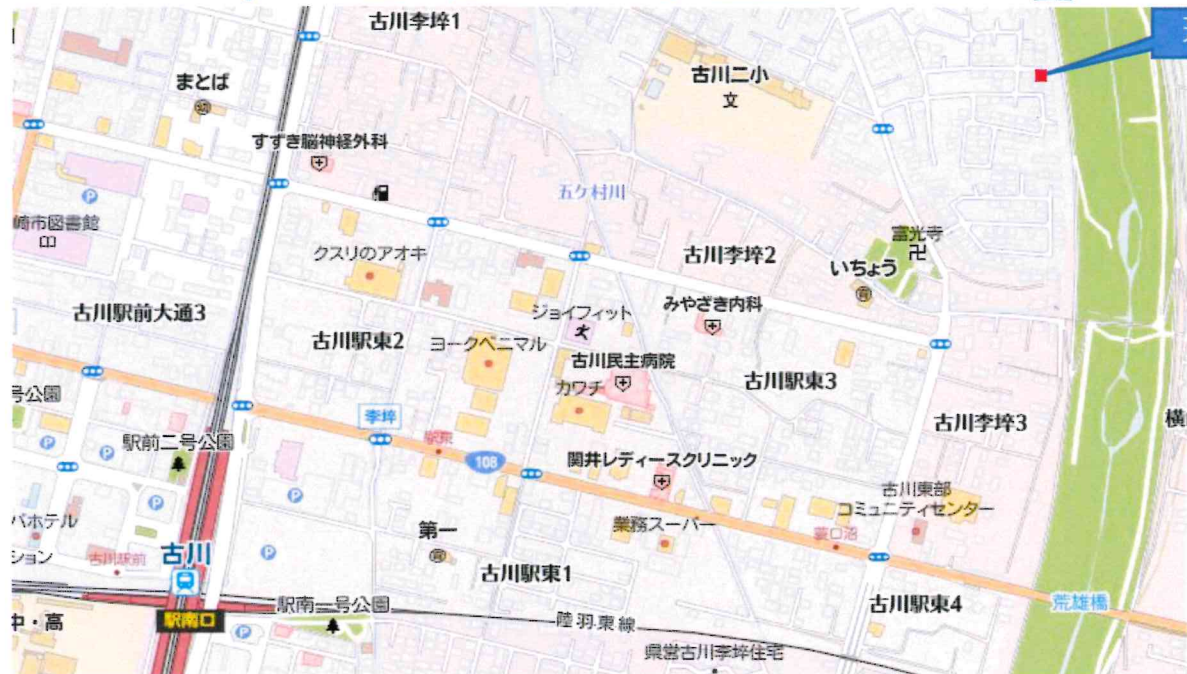 古川李埣1
まとば
幼
古川二小
文
すずき脳神経外科
五ケ村川
崎市図書館
クスリのアオキ
富光寺
卍
古川李埣2
いちょう
育
みやざき内科
ジョイフィット
古川駅前大通3
古川駅東2
ヨークベニマル
古川民主病院
カワチ
古川駅東3
号公園
李埣
古川李埣3
横
駅前二号公園
駅東
108
関井レディースクリニック
古川東部
コミュニティセンター
パホテル
ション
古川駅前
古川
第一
育
業務スーパー
古川駅東1
古川駅東4
荒雄橋
駅南口
駅南一号公園
陸羽東線
中・高
県営古川李埣住宅
P
P
P
P
P
P
P
P